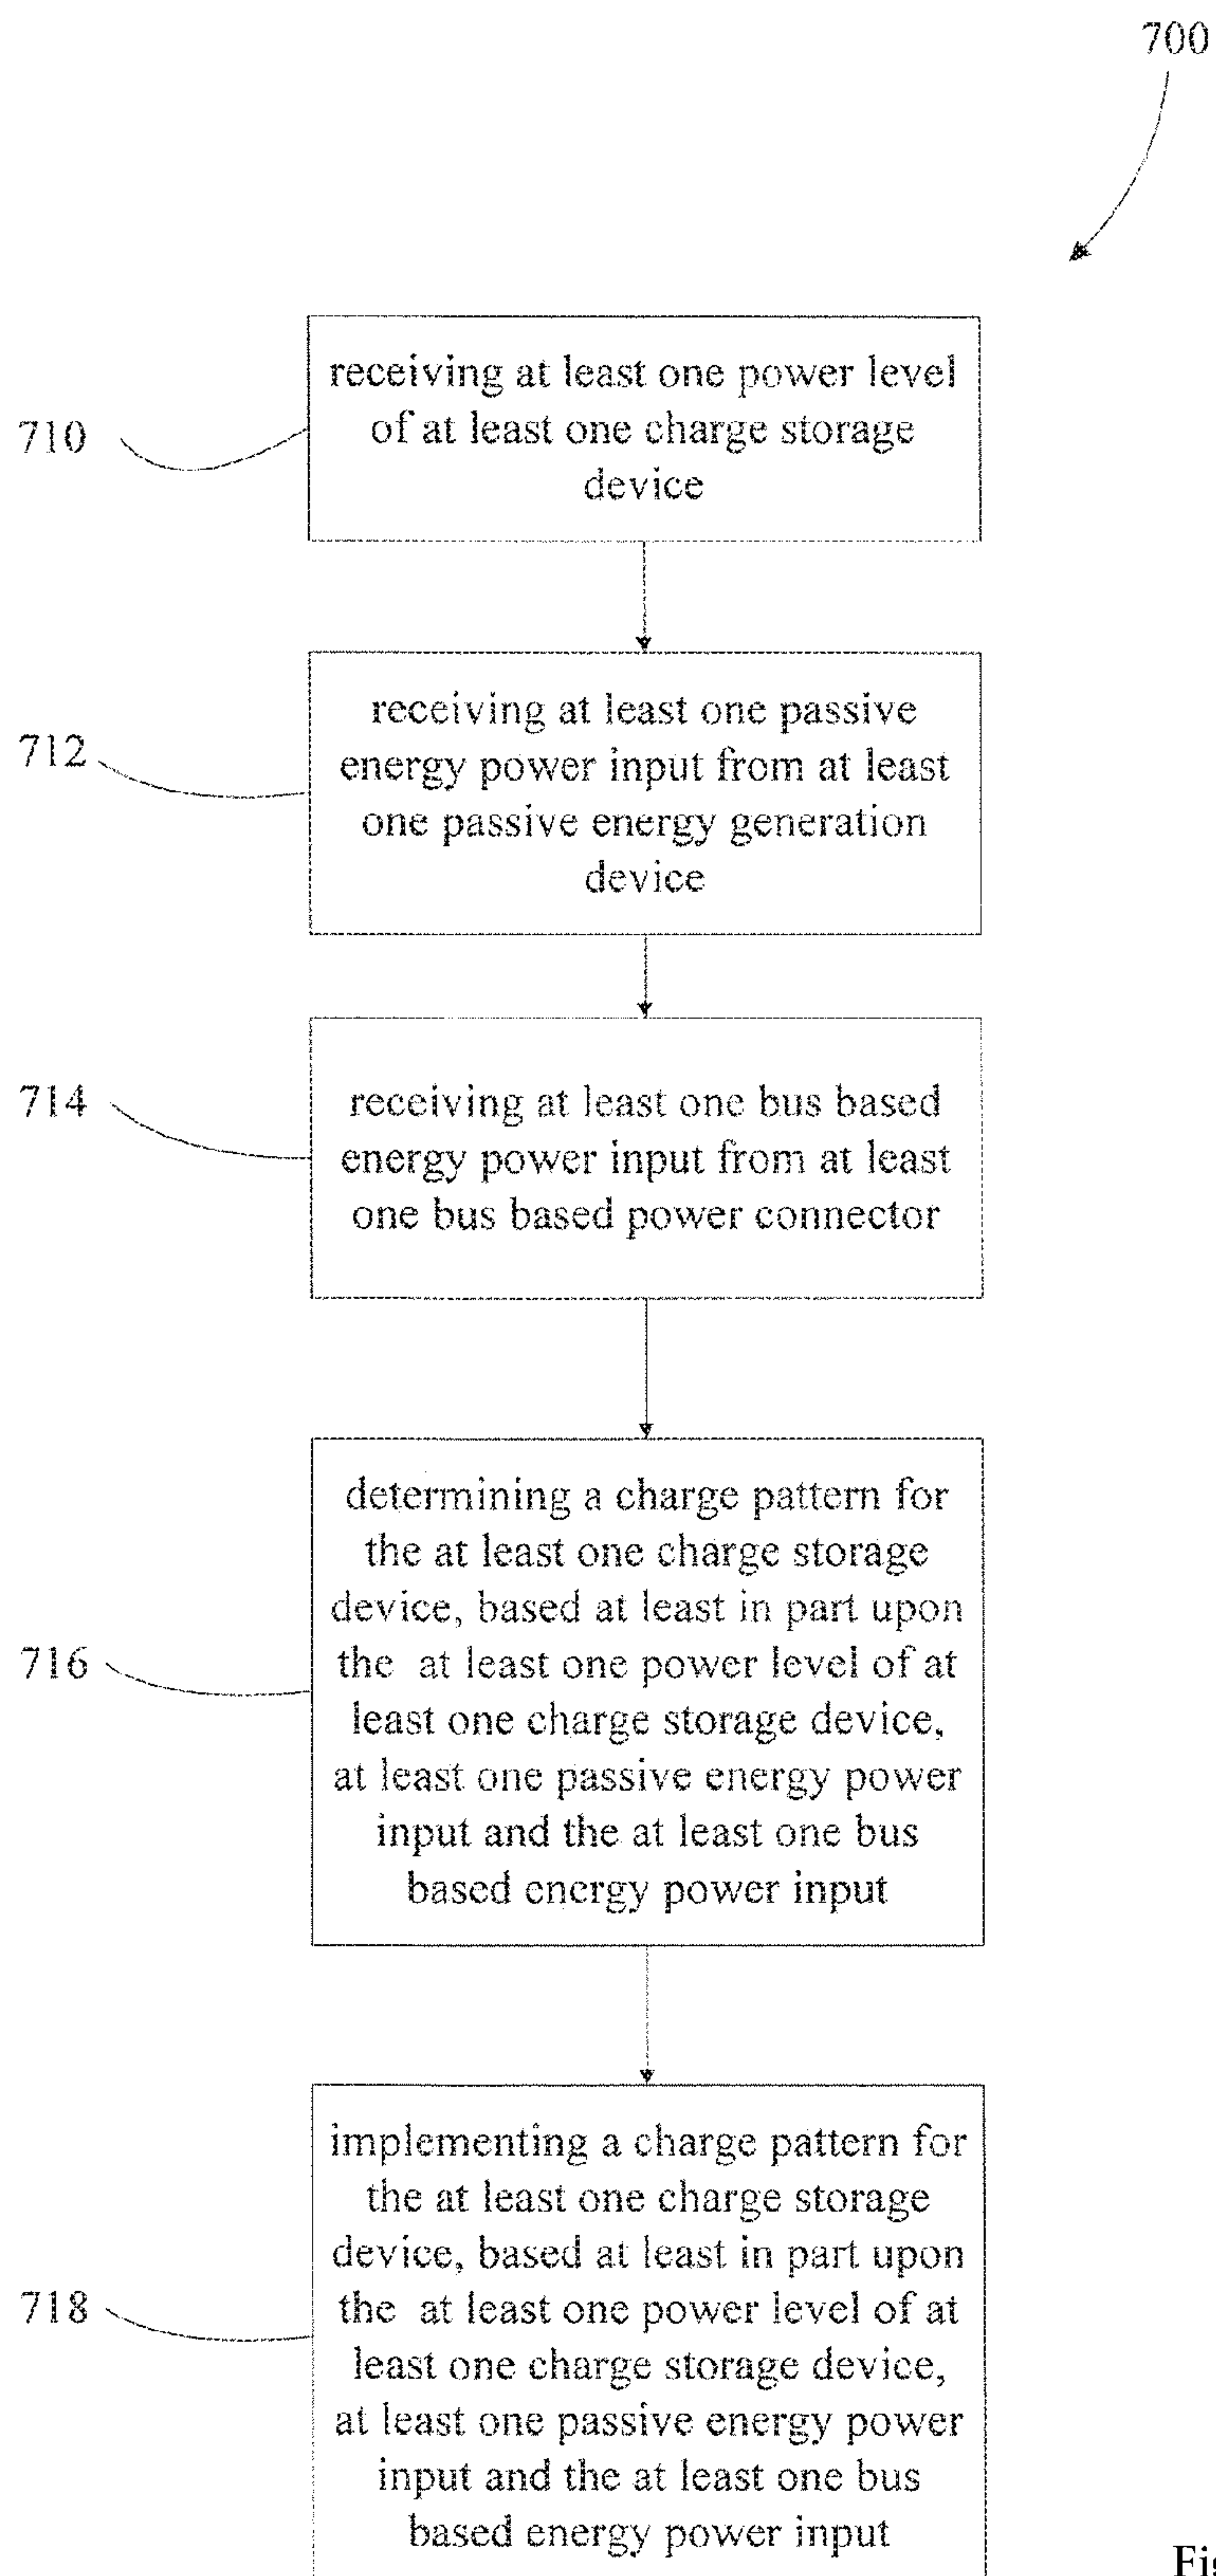 700
receiving at least one power level
of at least one charge storage
device
710
receiving at least one passive
energy power input from at least
one passive energy generation
device
712
receiving at least one bus based
energy power input from at least
one bus based power connector
714
determining a charge pattern for
the at least one charge storage
device, based at least in part upon
the at least one power level of at
least one charge storage device,
at least one passive energy power
input and the at least one bus
based energy power input
716
implementing a charge pattern for
the at least one charge storage
device, based at least in part upon
the at least one power level of at
least one charge storage device,
at least one passive energy power
input and the at least one bus
based energy power input
718